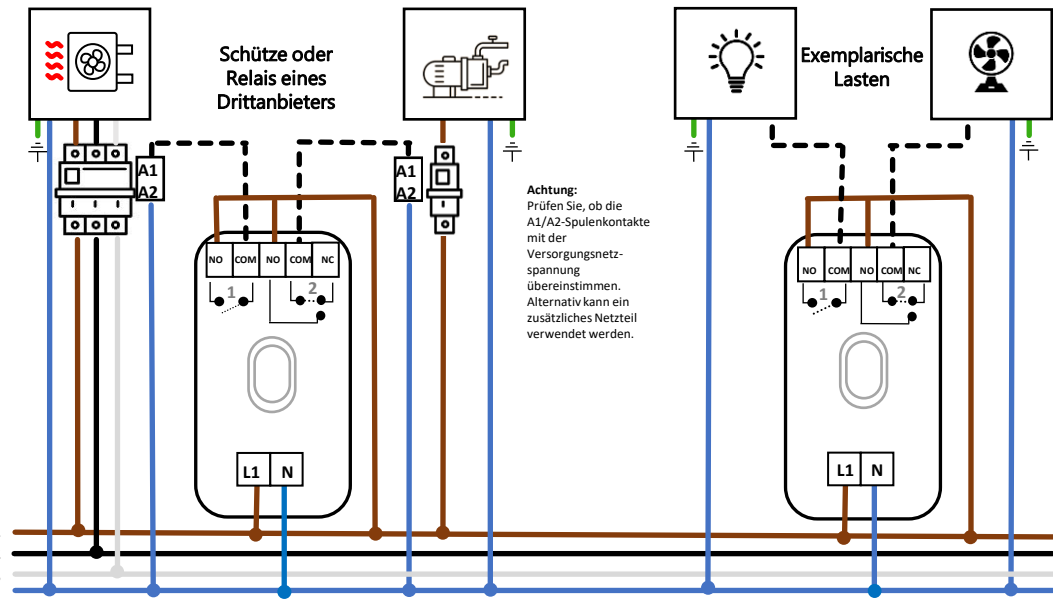 Schütze oder
Relais eines
Drittanbieters
Exemplarische
Lasten
A1
A2
A1
A2
Achtung:
Prüfen Sie, ob die
A1/A2-Spulenkontakte
mit der
Versorgungsnetz-
spannung
übereinstimmen.
Alternativ kann ein
zusätzliches Netzteil
verwendet werden.
NO COM NO COM NC
1 2
L1 N
NO COM NO COM NC
1 2
L1 N